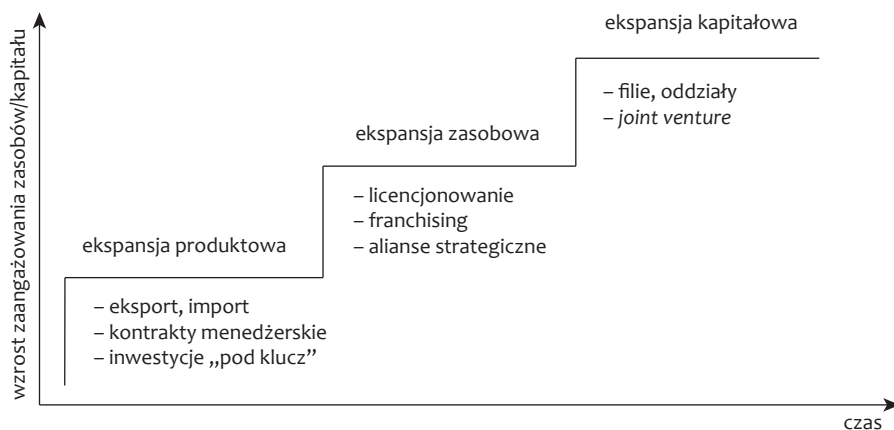 wzrost zaangażowania zasobów/kapitału
ekspansja kapitałowa
– filie, oddziały
– joint venture
ekspansja zasobowa
– licencjonowanie
– franchising
– alianse strategiczne
ekspansja produktowa
– eksport, import
– kontrakty menedżerskie
– inwestycje „pod klucz”
czas